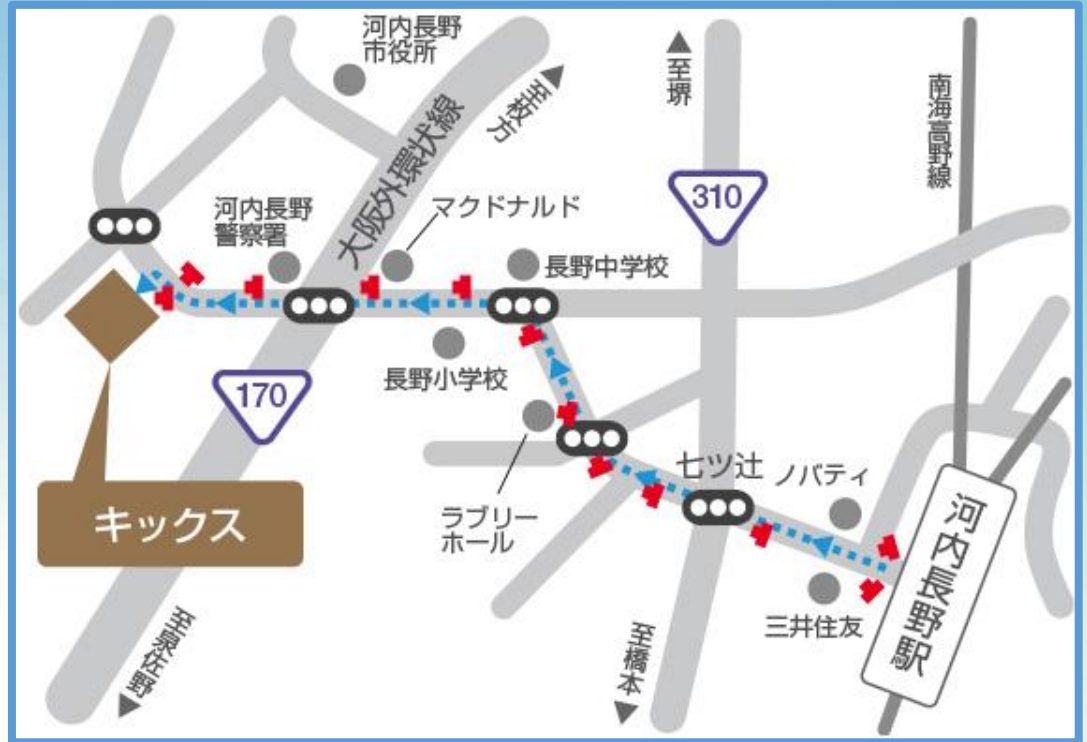 河内長野
市役所
至枚方
至堺
南海高野線
大阪外環状線
310
河内長野
警察署
マクドナルド
長野中学校
長野小学校
170
七ツ辻
ノバティ
キックス
ラブリー
ホール
河内長野駅
三井住友
至泉佐野
至橋本